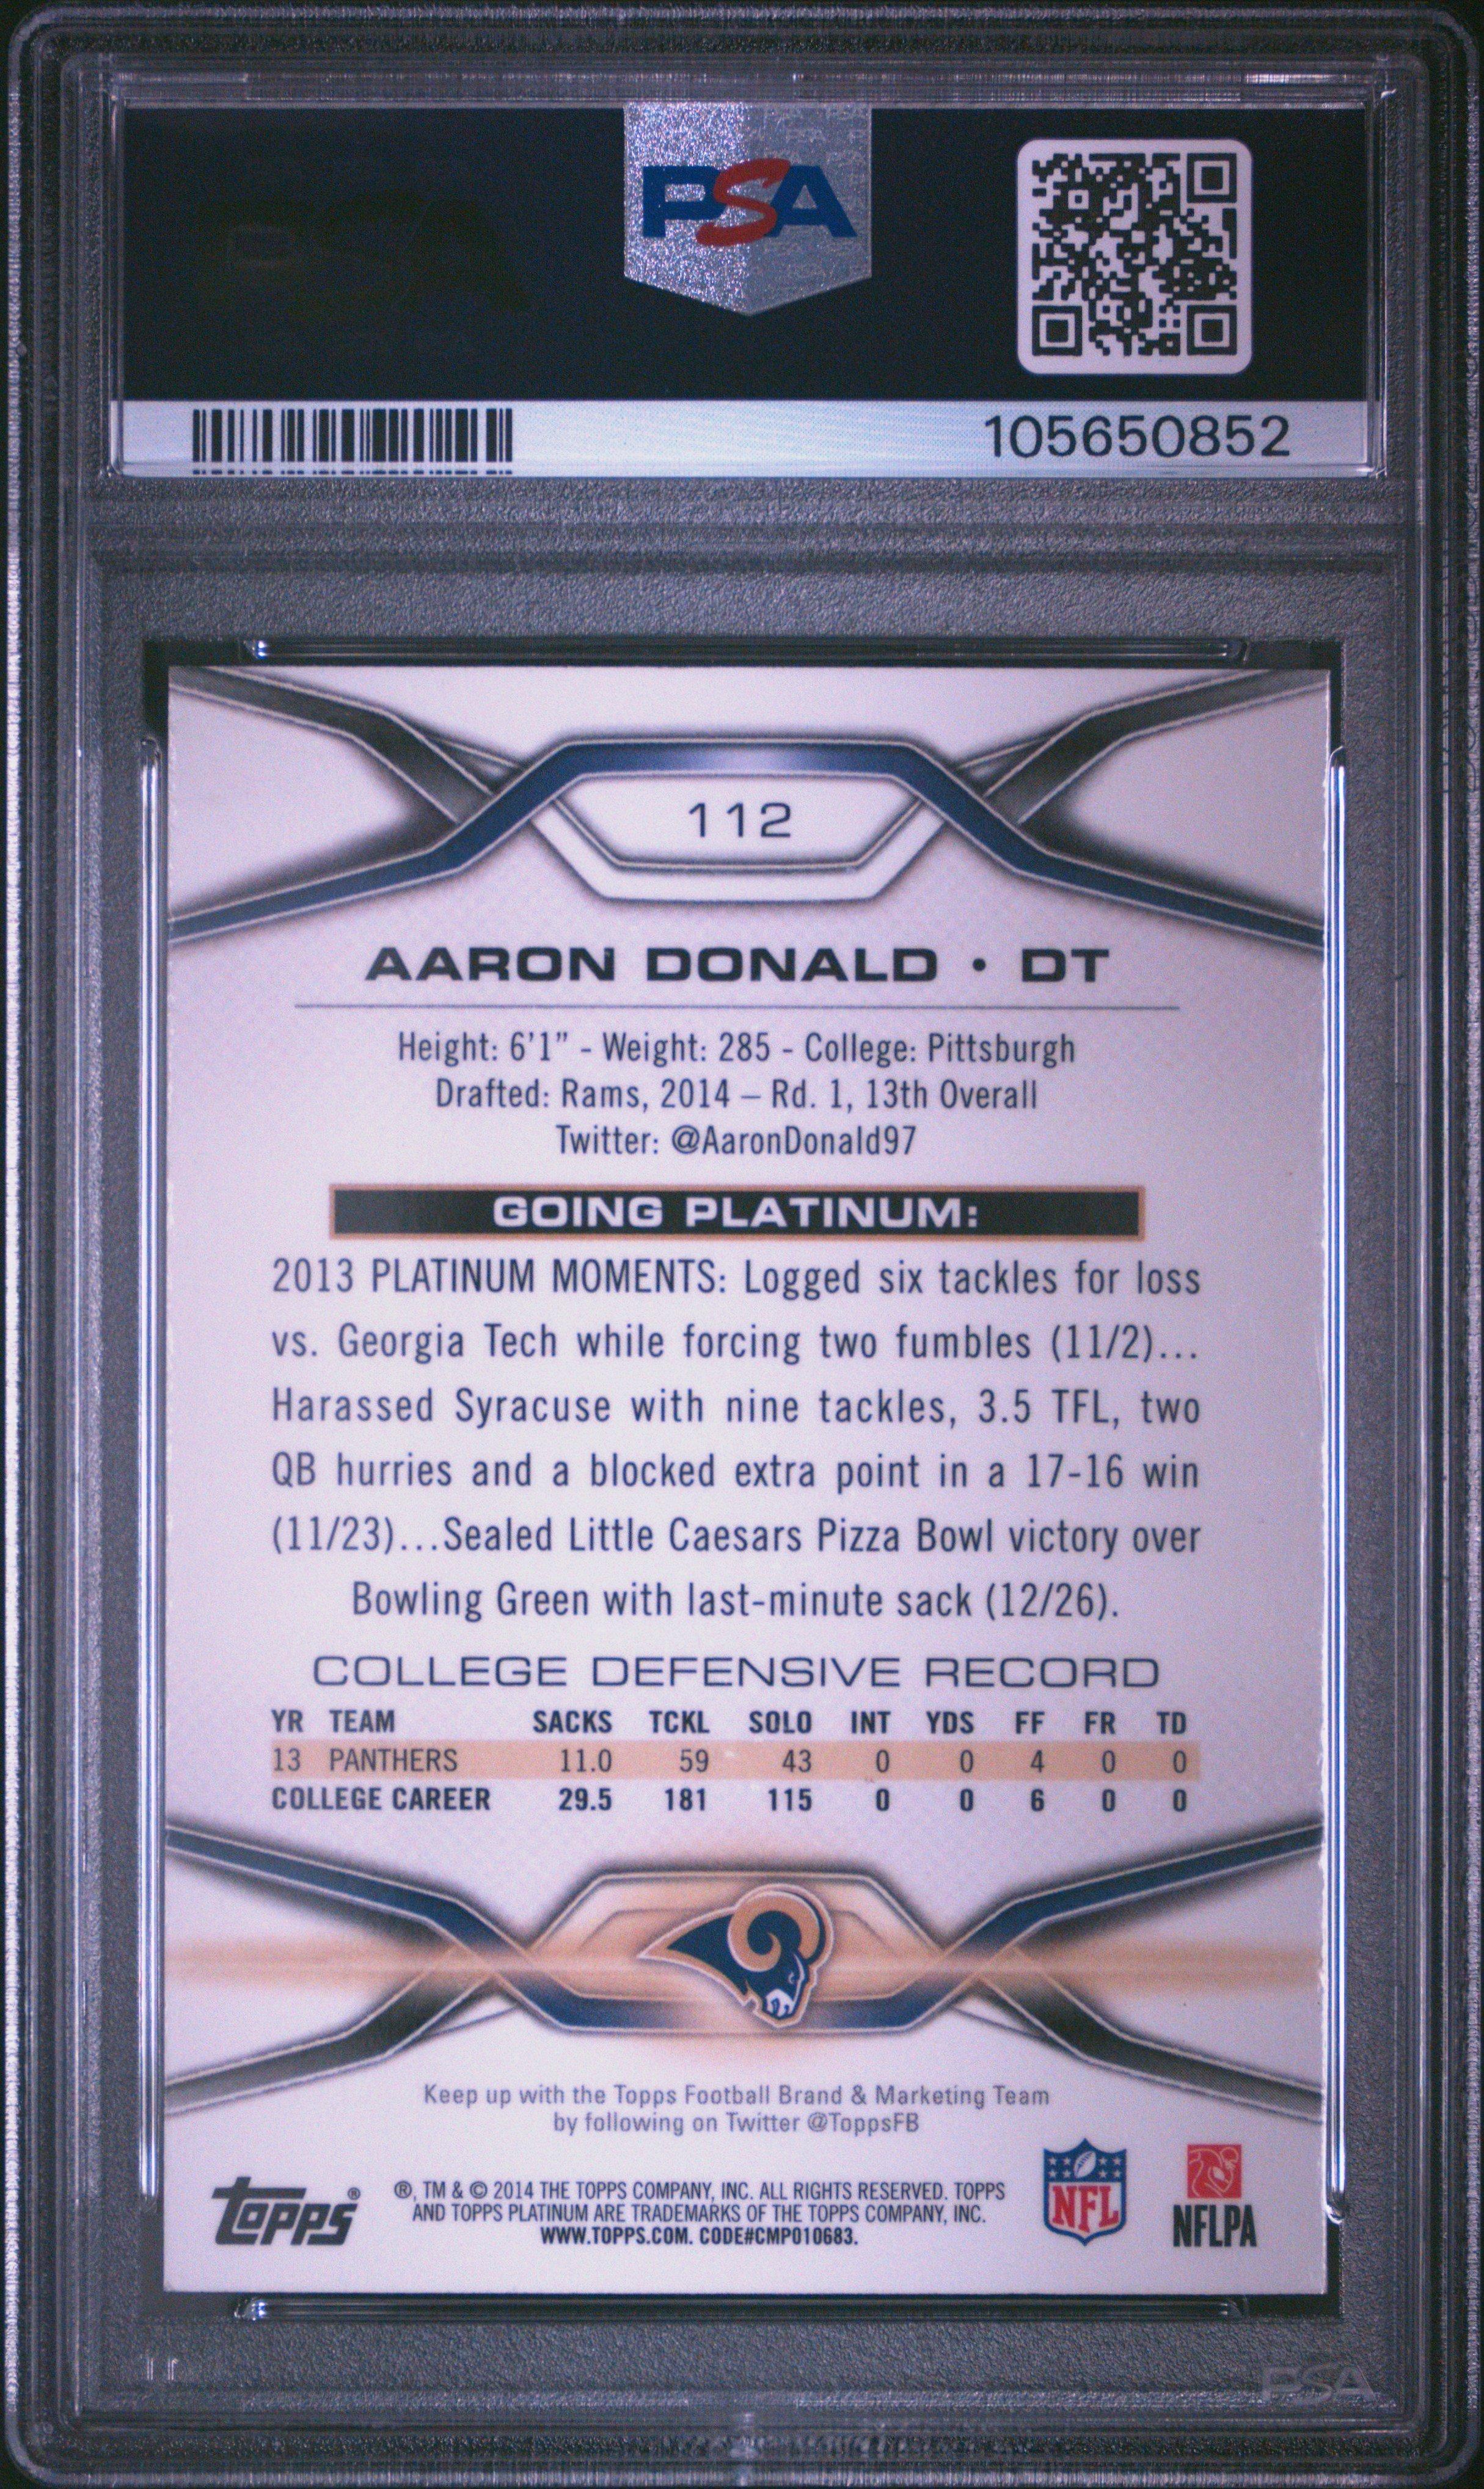 PSA
105650852
112
AARON DONALD • DT
Height: 6'1" - Weight: 285 - College: Pittsburgh
Drafted: Rams, 2014 – Rd. 1, 13th Overall
Twitter: @AaronDonald97
GOING PLATINUM:
2013 PLATINUM MOMENTS: Logged six tackles for loss
vs. Georgia Tech while forcing two fumbles (11/2)...
Harassed Syracuse with nine tackles, 3.5 TFL, two
QB hurries and a blocked extra point in a 17-16 win
(11/23)...Sealed Little Caesars Pizza Bowl victory over
Bowling Green with last-minute sack (12/26).
COLLEGE DEFENSIVE RECORD
YR TEAM SACKS TCKL SOLO INT YDS FF FR TD
13 PANTHERS 11.0 59 43 0 0 4 0 0
COLLEGE CAREER 29.5 181 115 0 0 6 0 0
Keep up with the Topps Football Brand & Marketing Team
by following on Twitter @ToppsFB
topps®
®, TM & © 2014 THE TOPPS COMPANY, INC. ALL RIGHTS RESERVED. TOPPS
AND TOPPS PLATINUM ARE TRADEMARKS OF THE TOPPS COMPANY, INC.
WWW.TOPPS.COM. CODE#CMP010683.
NFL
NFLPA
PSA